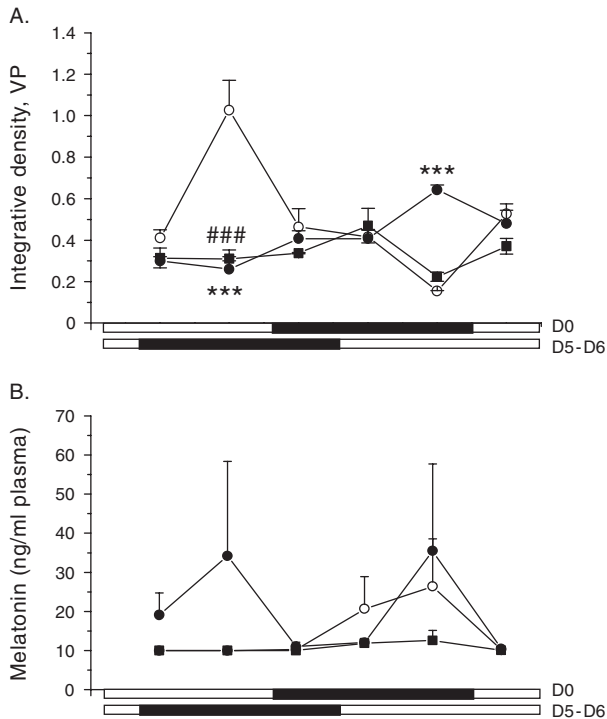 A.
Integrative density, VP
1.4
1.2
1.0
0.8
0.6
0.4
0.2
0
###
***
***
D0
D5-D6
B.
Melatonin (ng/ml plasma)
70
60
50
40
30
20
10
0
D0
D5-D6